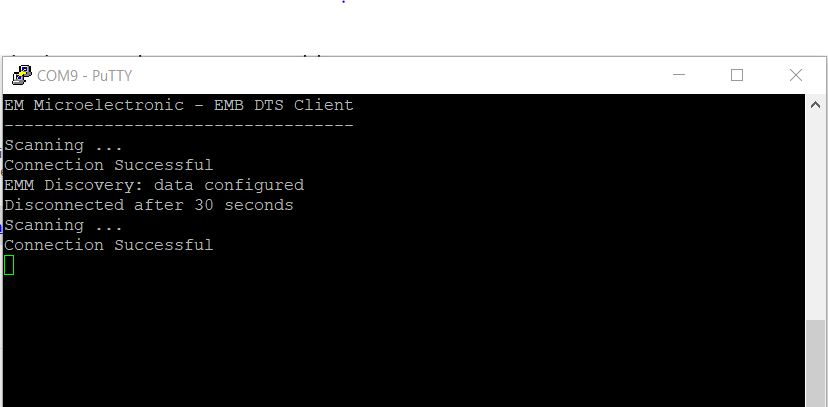 COM9 - PuTTY
EM Microelectronic - EMB DTS Client
-----------------------------------
Scanning ...
Connection Successful
EMM Discovery: data configured
Disconnected after 30 seconds
Scanning ...
Connection Successful